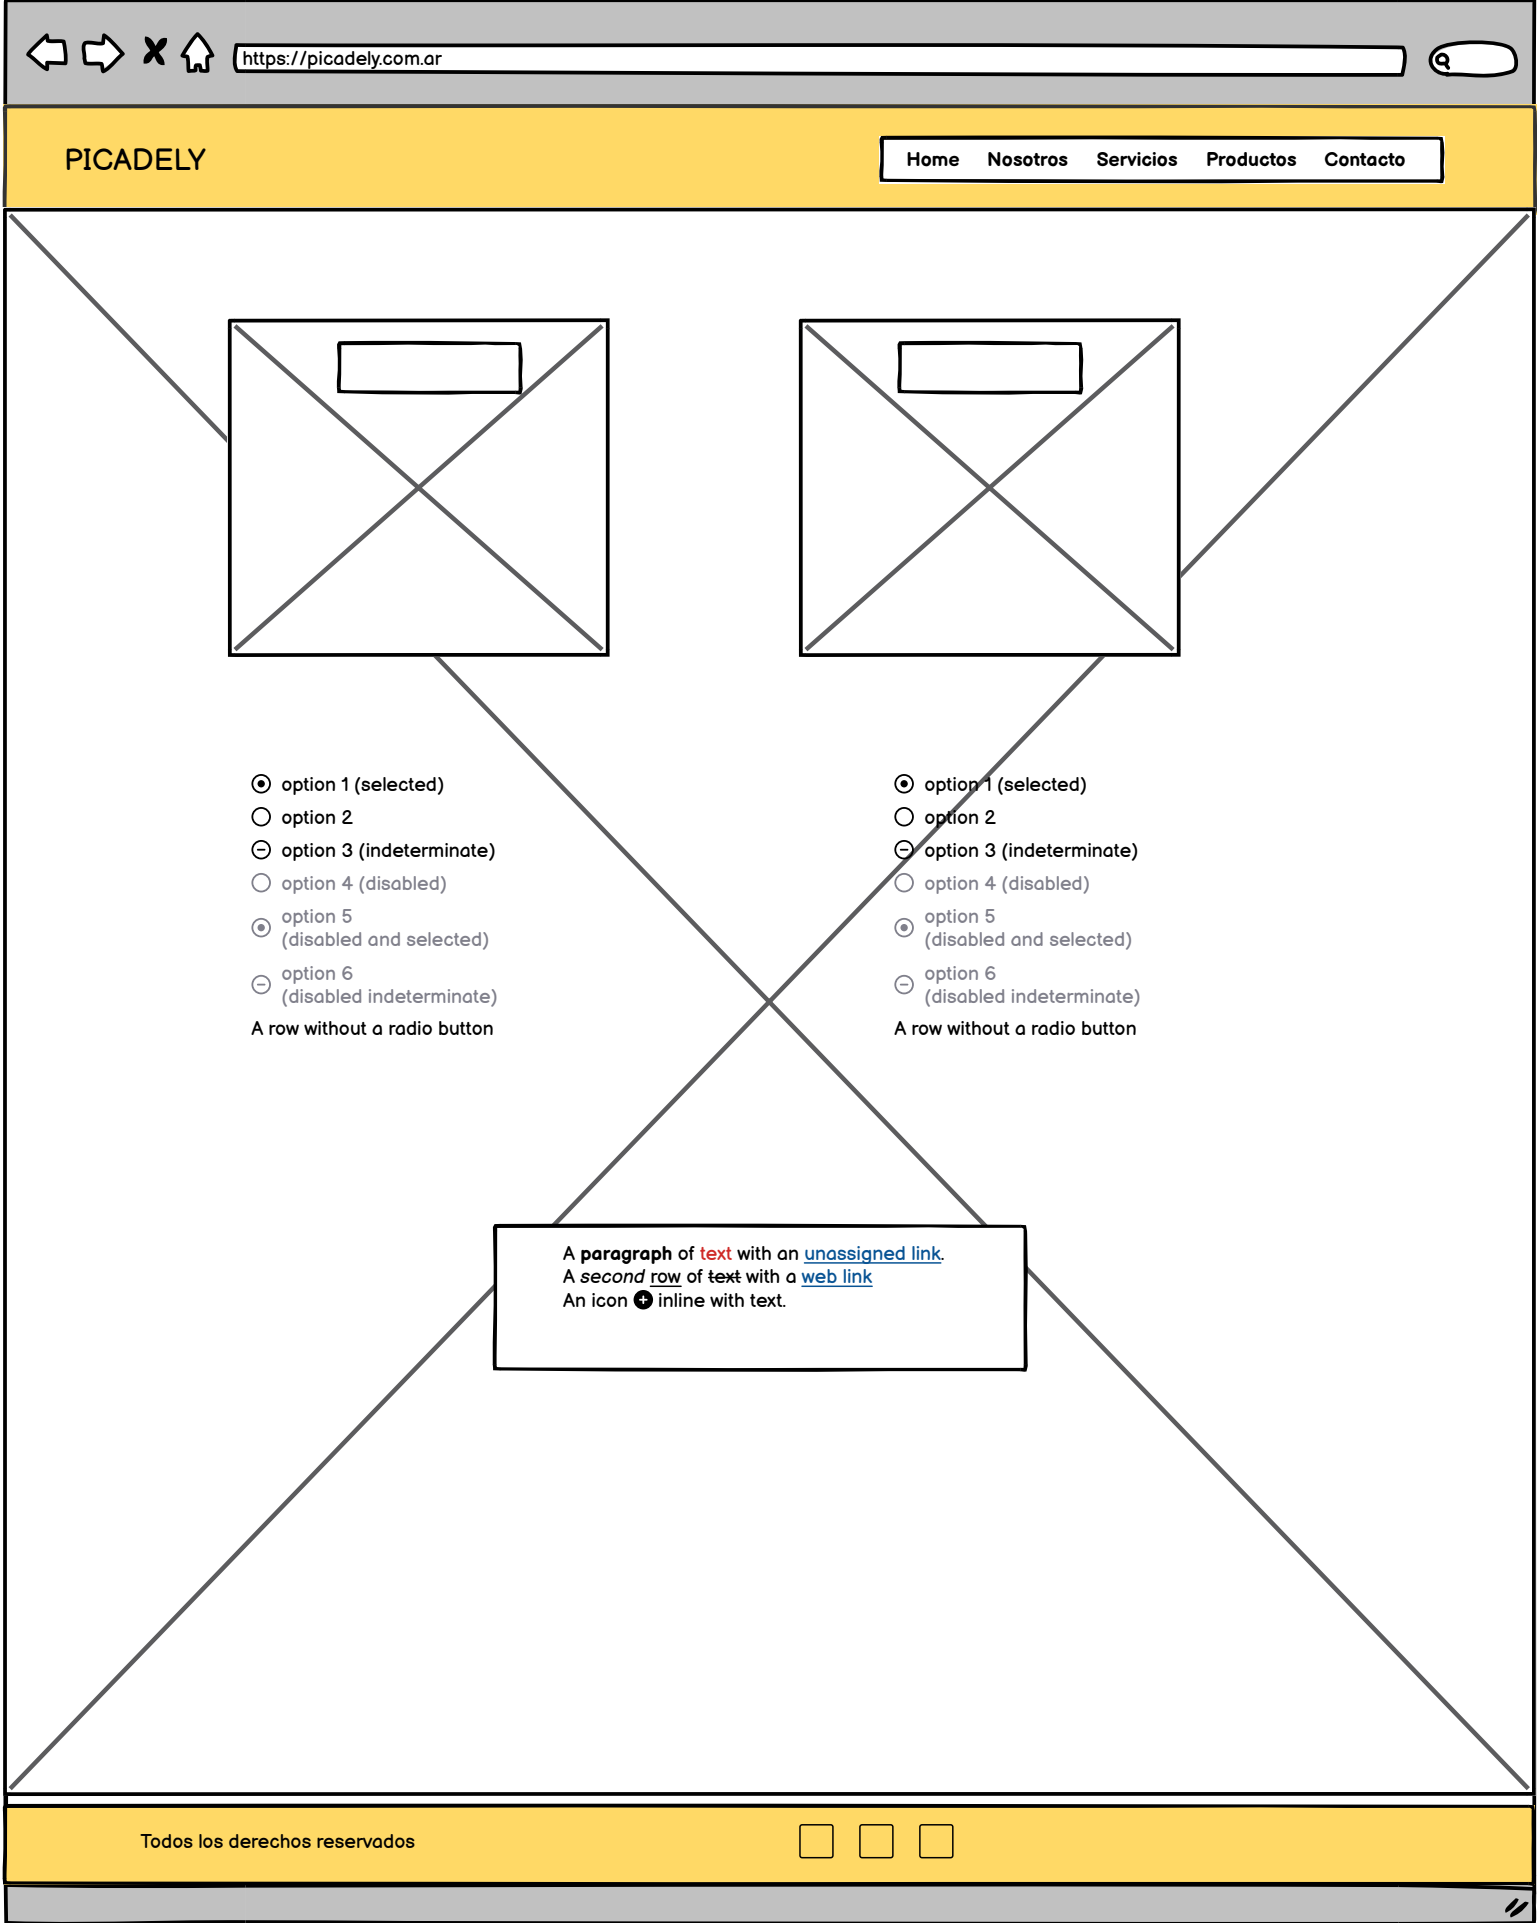 https://picadely.com.ar
PICADELY
Home Nosotros Servicios Productos Contacto
option 1 (selected)
option 2
option 3 (indeterminate)
option 4 (disabled)
option 5
(disabled and selected)
option 6
(disabled indeterminate)
A row without a radio button
option 1 (selected)
option 2
option 3 (indeterminate)
option 4 (disabled)
option 5
(disabled and selected)
option 6
(disabled indeterminate)
A row without a radio button
A paragraph of text with an unassigned link.
A second row of text with a web link
An icon inline with text.
Todos los derechos reservados